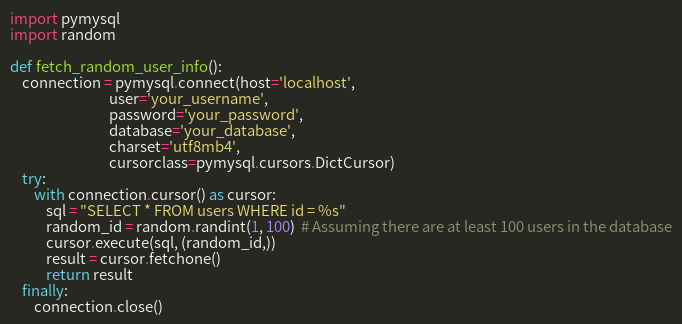 import pymysql
import random
def fetch_random_user_info():
    connection = pymysql.connect(host='localhost',
                                 user='your_username',
                                 password='your_password',
                                 database='your_database',
                                 charset='utf8mb4',
                                 cursorclass=pymysql.cursors.DictCursor)
    try:
        with connection.cursor() as cursor:
            sql = "SELECT * FROM users WHERE id = %s"
            random_id = random.randint(1, 100)  # Assuming there are at least 100 users in the database
            cursor.execute(sql, (random_id,))
            result = cursor.fetchone()
            return result
    finally:
        connection.close()